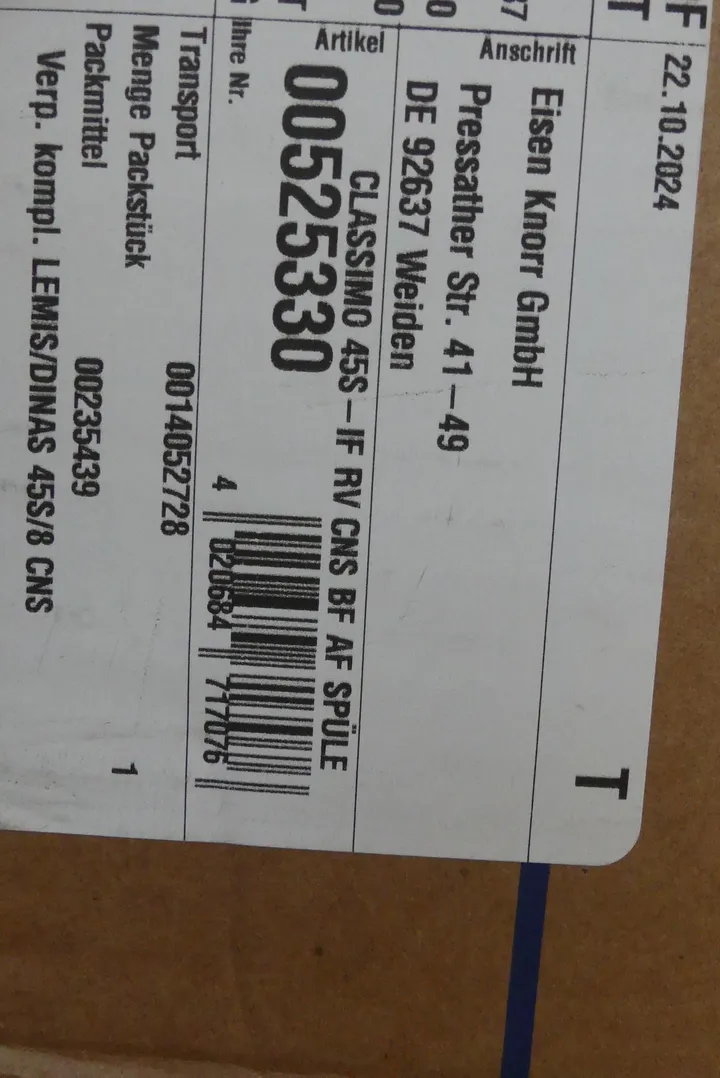 F 22.10.2024
T T
Anschrift
Eisen Knorr GmbH
Pressather Str. 41-49
DE 92637 Weiden
Artikel
CLASSIMO 45S-IF RV CNS BF AF SPÜLE
00525330
4 020684 717076
Ihre Nr.
Transport 0014052728
Menge Packstück 1
Packmittel 00235439
Verp. kompl. LEMIS/DINAS 45S/8 CNS